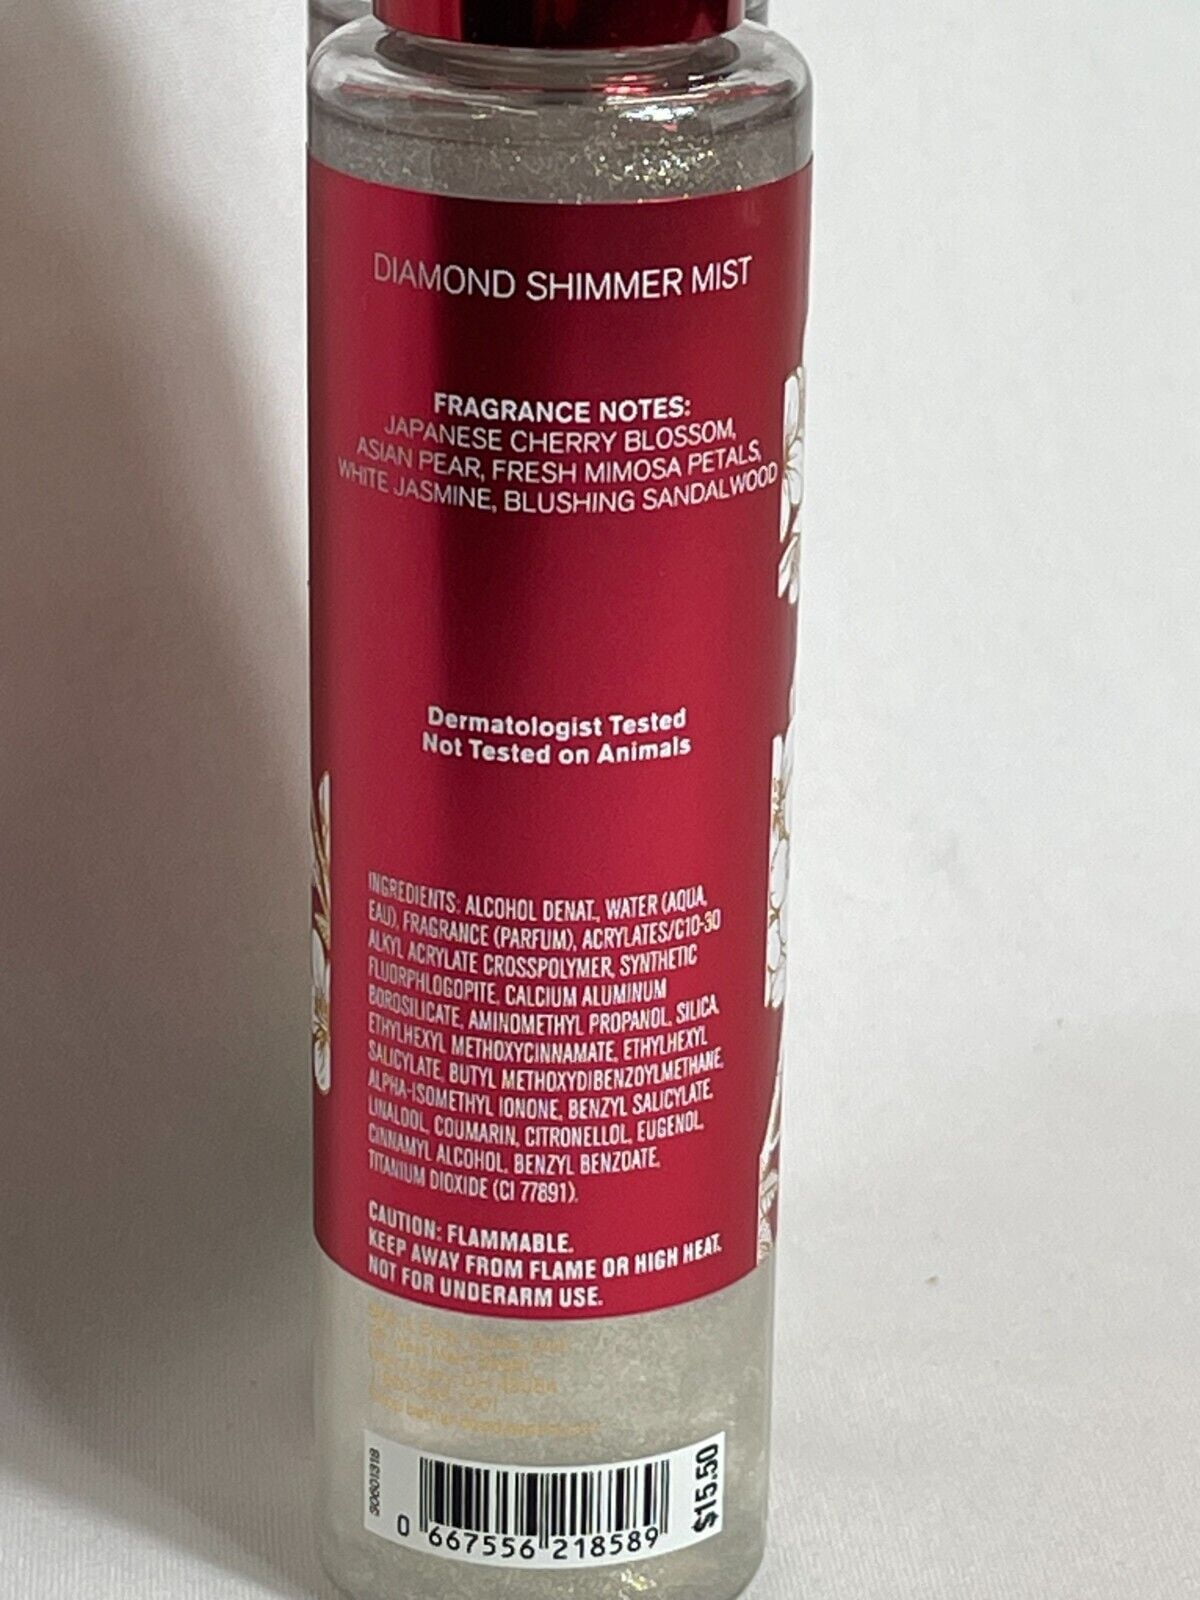 DIAMOND SHIMMER MIST
FRAGRANCE NOTES:
JAPANESE CHERRY BLOSSOM,
ASIAN PEAR, FRESH MIMOSA PETALS,
WHITE JASMINE, BLUSHING SANDALWOOD
Dermatologist Tested
Not Tested on Animals
INGREDIENTS: ALCOHOL DENAT., WATER (AQUA,
EAU), FRAGRANCE (PARFUM), ACRYLATES/C10-30
ALKYL ACRYLATE CROSSPOLYMER, SYNTHETIC
FLUORPHLOGOPITE, CALCIUM ALUMINUM
BOROSILICATE, AMINOMETHYL PROPANOL, SILICA,
ETHYLHEXYL METHOXYCINNAMATE, ETHYLHEXYL
SALICYLATE, BUTYL METHOXYDIBENZOYLMETHANE,
ALPHA-ISOMETHYL IONONE, BENZYL SALICYLATE,
LINALOOL, COUMARIN, CITRONELLOL, EUGENOL,
CINNAMYL ALCOHOL, BENZYL BENZOATE,
TITANIUM DIOXIDE (CI 77891).
CAUTION: FLAMMABLE.
KEEP AWAY FROM FLAME OR HIGH HEAT.
NOT FOR UNDERARM USE.
S0601318
0 667556 218589
$15.50